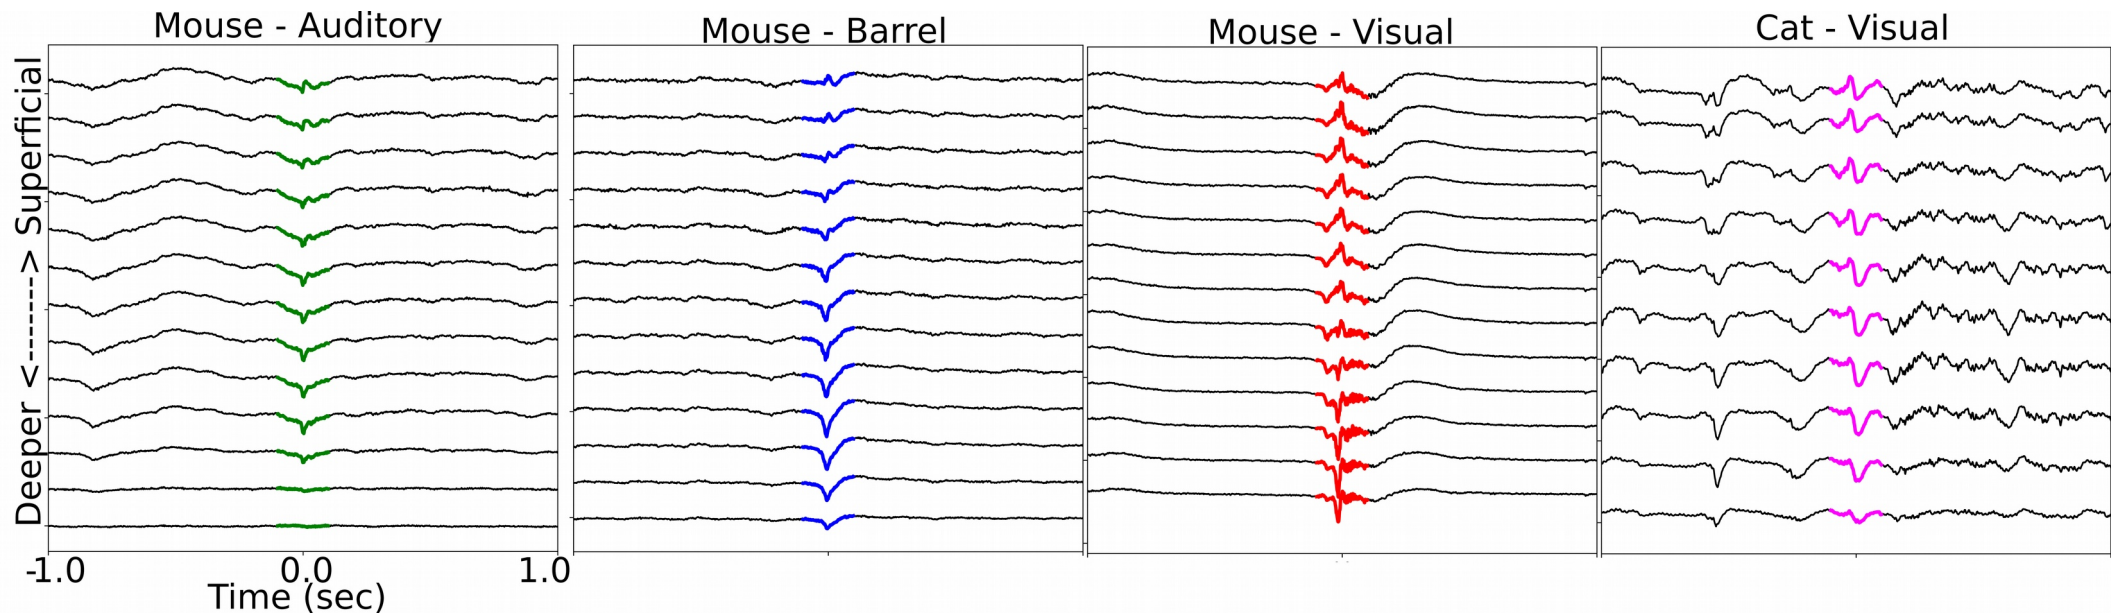 Mouse - Auditory
Mouse - Barrel
Mouse - Visual
Cat - Visual
Deeper <-------> Superficial
-1.0
0.0
1.0
Time (sec)